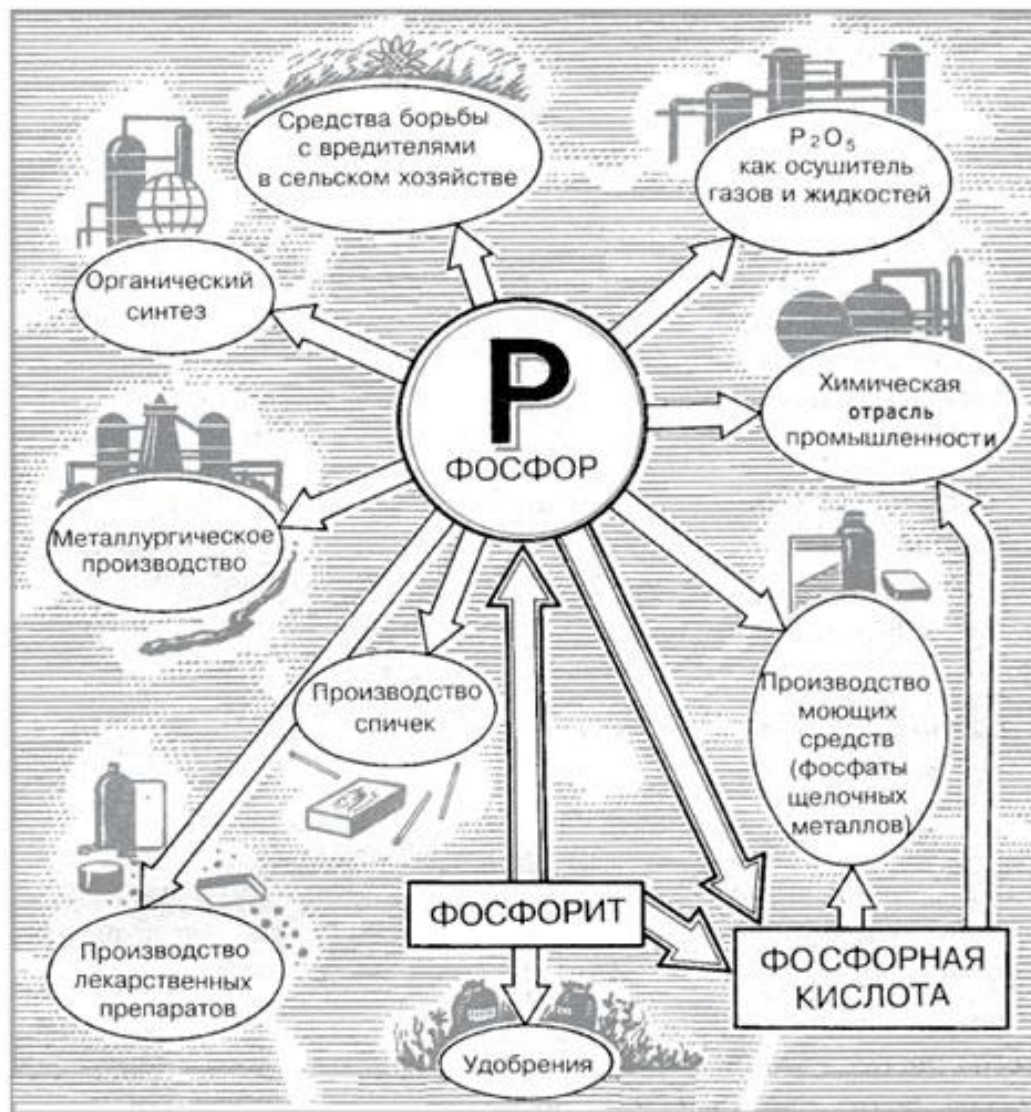 Средства борьбы
с вредителями
в сельском хозяйстве
P₂O₅
как осушитель
газов и жидкостей
Органический
синтез
P
ФОСФОР
Химическая
отрасль
промышленности
Металлургическое
производство
Производство
спичек
Производство
моющих
средств
(фосфаты
щелочных
металлов)
ФОСФОРИТ
Производство
лекарственных
препаратов
ФОСФОРНАЯ
КИСЛОТА
Удобрения